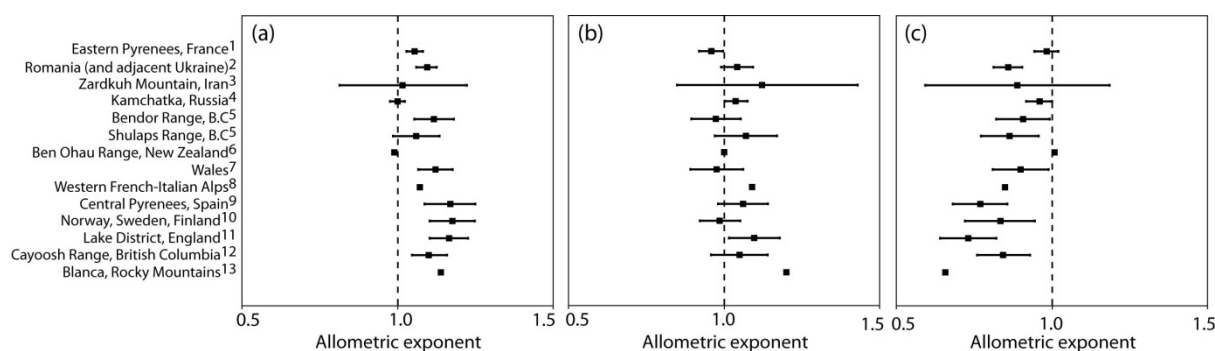 (a) (b) (c)
Eastern Pyrenees, France1
Romania (and adjacent Ukraine)2
Zardkuh Mountain, Iran3
Kamchatka, Russia4
Bendor Range, B.C5
Shulaps Range, B.C5
Ben Ohau Range, New Zealand6
Wales7
Western French-Italian Alps8
Central Pyrenees, Spain9
Norway, Sweden, Finland10
Lake District, England11
Cayoosh Range, British Columbia12
Blanca, Rocky Mountains13
0.5 1.0 1.5 0.5 1.0 1.5 0.5 1.0 1.5
Allometric exponent Allometric exponent Allometric exponent